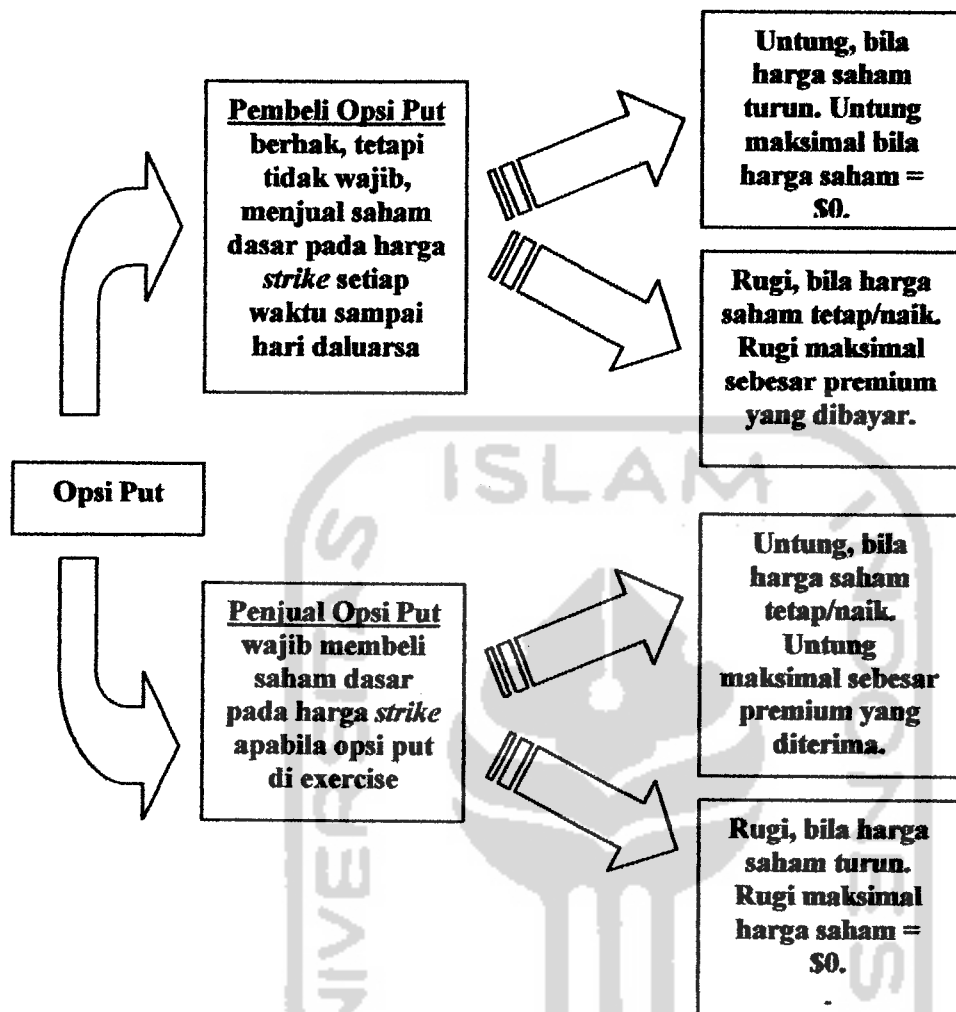 Opsi Put
Pembeli Opsi Put
berhak, tetapi
tidak wajib,
menjual saham
dasar pada harga
strike setiap
waktu sampai
hari daluarsa
Untung, bila
harga saham
turun. Untung
maksimal bila
harga saham =
$0.
Rugi, bila harga
saham tetap/naik.
Rugi maksimal
sebesar premium
yang dibayar.
Penjual Opsi Put
wajib membeli
saham dasar
pada harga strike
apabila opsi put
di exercise
Untung, bila
harga saham
tetap/naik.
Untung
maksimal sebesar
premium yang
diterima.
Rugi, bila harga
saham turun.
Rugi maksimal
harga saham =
$0.
ISLAM